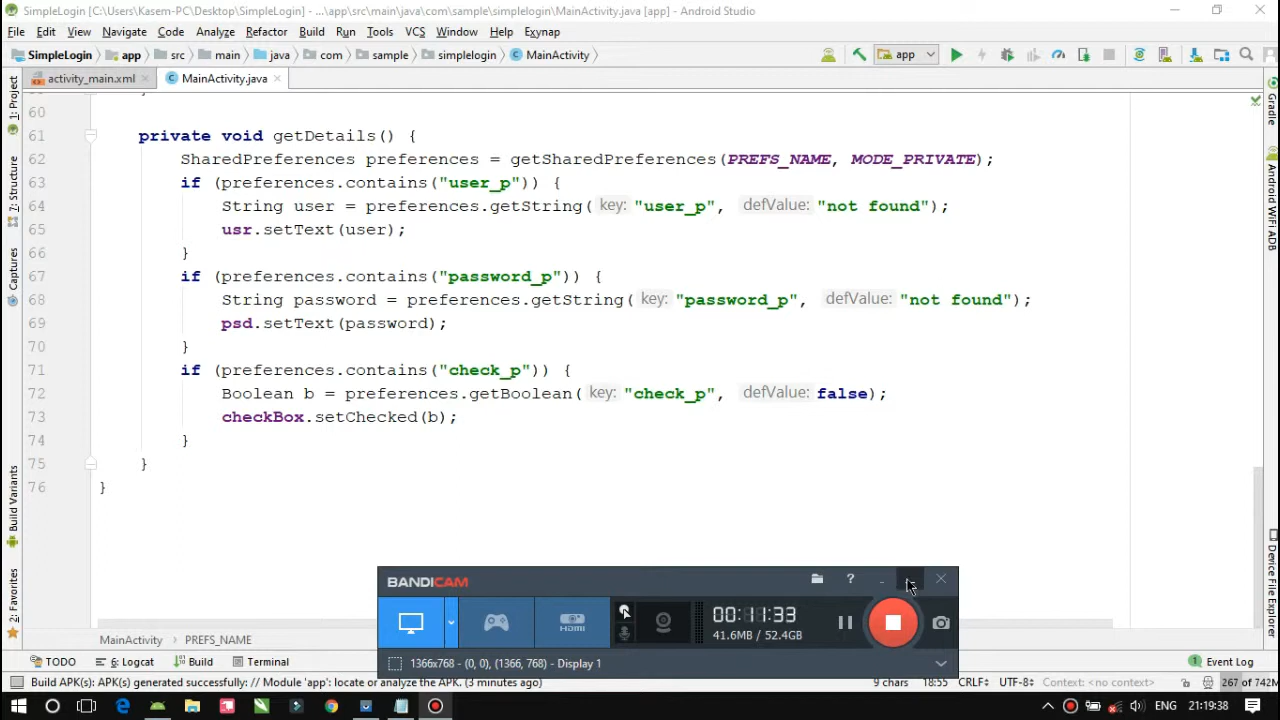 SimpleLogin [C:\Users\Kasem-PC\Desktop\SimpleLogin] - ...\app\src\main\java\com\sample\simplelogin\MainActivity.java [app] - Android Studio
File Edit View Navigate Code Analyze Refactor Build Run Tools VCS Window Help Exynap
SimpleLogin app src main java com sample simplelogin MainActivity app
activity_main.xml MainActivity.java
60
61 private void getDetails() {
62 SharedPreferences preferences = getSharedPreferences(PREFS_NAME, MODE_PRIVATE);
63 if (preferences.contains("user_p")) {
64 String user = preferences.getString( key: "user_p", defValue: "not found");
65 usr.setText(user);
66 }
67 if (preferences.contains("password_p")) {
68 String password = preferences.getString( key: "password_p", defValue: "not found");
69 psd.setText(password);
70 }
71 if (preferences.contains("check_p")) {
72 Boolean b = preferences.getBoolean( key: "check_p", defValue: false);
73 checkBox.setChecked(b);
74 }
75 }
76 }
1: Project
7: Structure
Captures
Build Variants
2: Favorites
Gradle
Android WiFi ADB
Device File Explorer
BANDICAM ?
HDMI 00:11:33
41.6MB / 52.4GB
1366x768 - (0, 0), (1366, 768) - Display 1
MainActivity PREFS_NAME
TODO 6: Logcat Build Terminal 1 Event Log
Build APK(s): APK(s) generated successfully: // Module 'app': locate or analyze the APK. (3 minutes ago) 9 chars 18:55 CRLF÷ UTF-8÷ Context: <no context> 267 of 742M
ENG 21:19:38